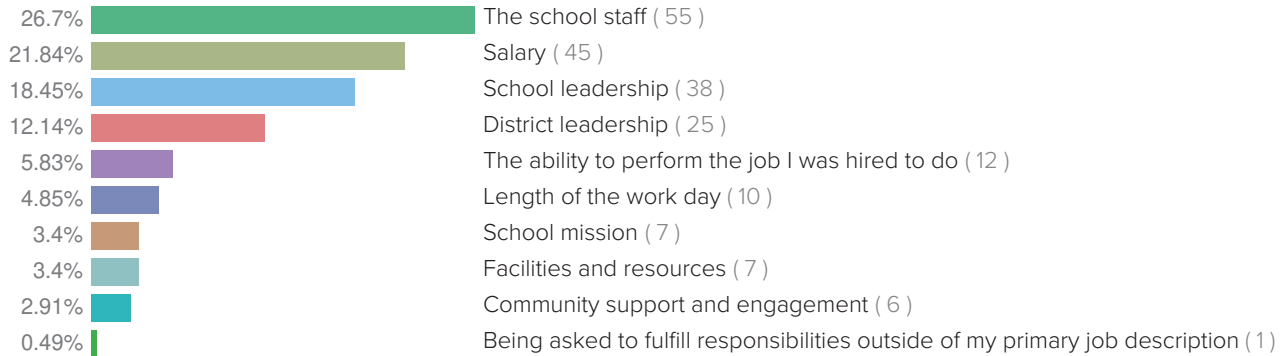 26.7% The school staff ( 55 )
21.84% Salary ( 45 )
18.45% School leadership ( 38 )
12.14% District leadership ( 25 )
5.83% The ability to perform the job I was hired to do ( 12 )
4.85% Length of the work day ( 10 )
3.4% School mission ( 7 )
3.4% Facilities and resources ( 7 )
2.91% Community support and engagement ( 6 )
0.49% Being asked to fulfill responsibilities outside of my primary job description ( 1 )